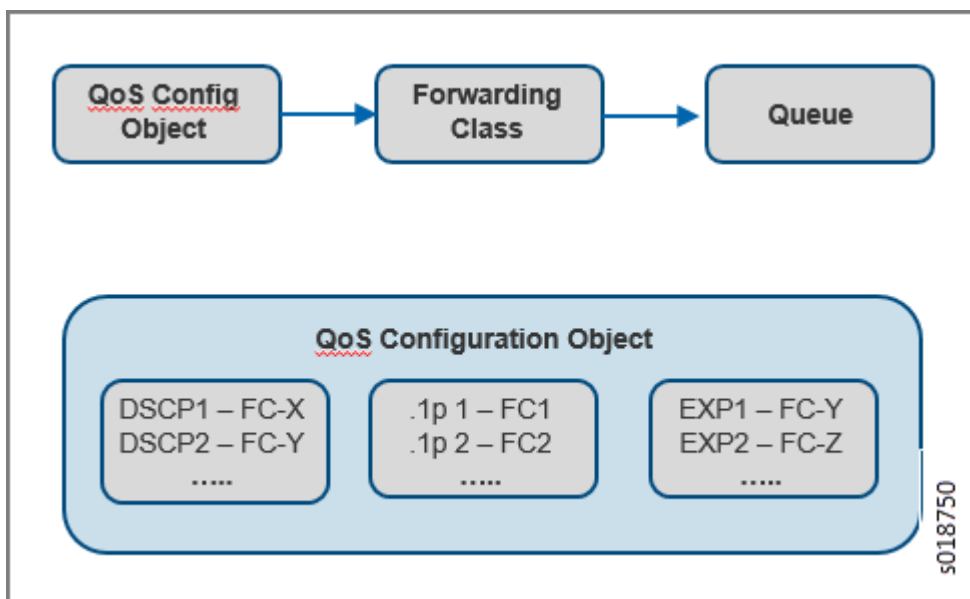 QoS Config
Object
Forwarding
Class
Queue
QoS Configuration Object
DSCP1 – FC-X
DSCP2 – FC-Y
…..
.1p 1 – FC1
.1p 2 – FC2
…..
EXP1 – FC-Y
EXP2 – FC-Z
…..
s018750